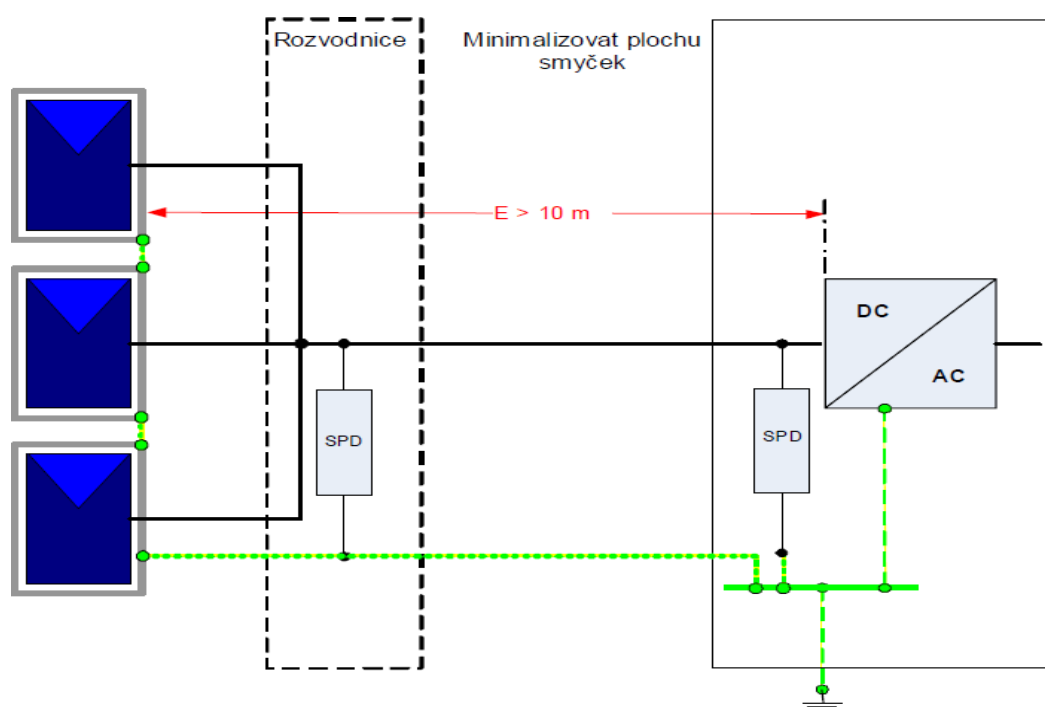 Rozvodnice
Minimalizovat plochu
smyček
E > 10 m
DC
AC
SPD
SPD